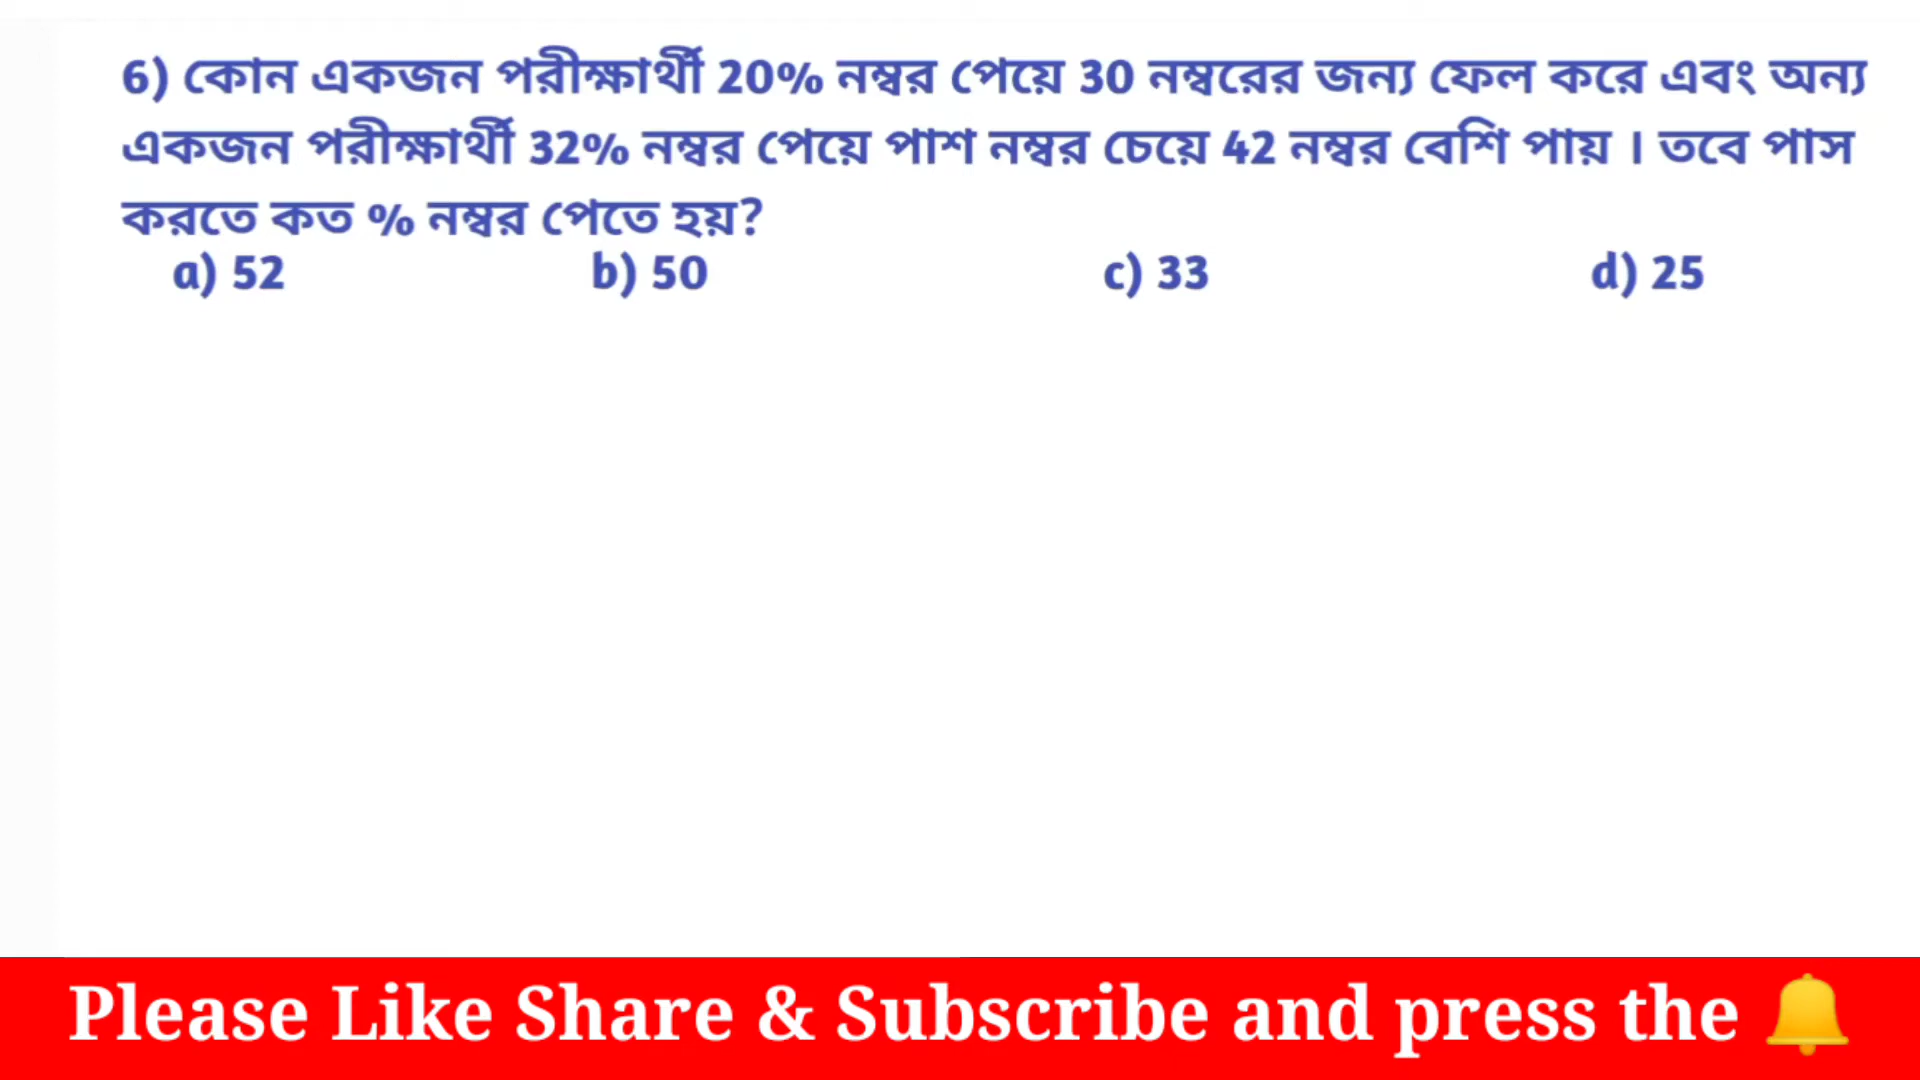 6) কোন একজন পরীক্ষার্থী 20% নম্বর পেয়ে 30 নম্বরের জন্য ফেল করে এবং অন্য
একজন পরীক্ষার্থী 32% নম্বর পেয়ে পাশ নম্বর চেয়ে 42 নম্বর বেশি পায় । তবে পাস
করতে কত % নম্বর পেতে হয়?
a) 52 b) 50 c) 33 d) 25
Please Like Share & Subscribe and press the 🔔